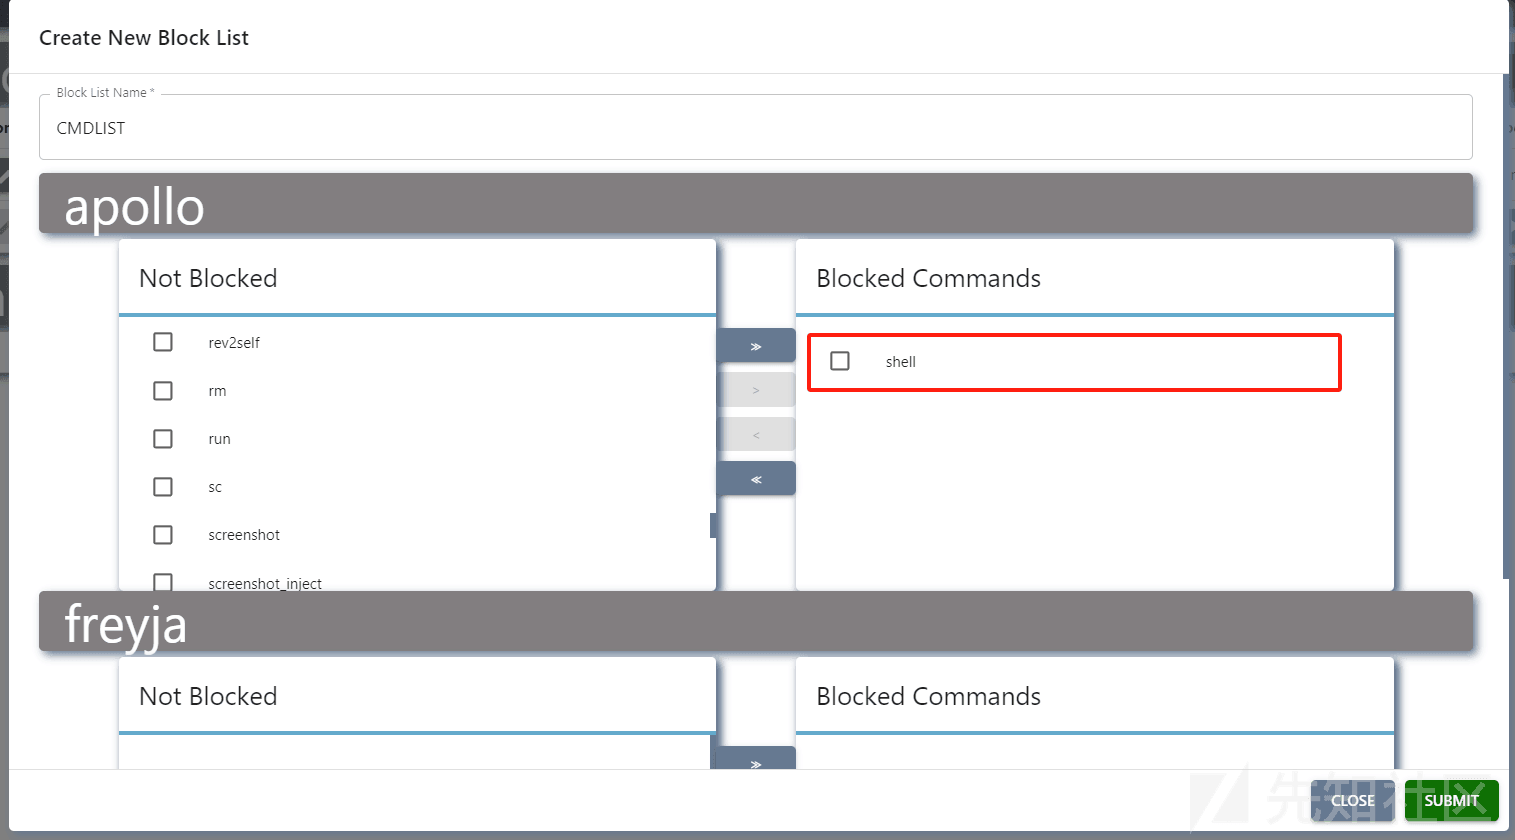 Create New Block List
Block List Name *
CMDLIST
apollo
Not Blocked
Blocked Commands
rev2self
rm
run
sc
screenshot
screenshot_inject
≫
>
<
≪
shell
freyja
Not Blocked
Blocked Commands
≫
CLOSE
SUBMIT
先知社区